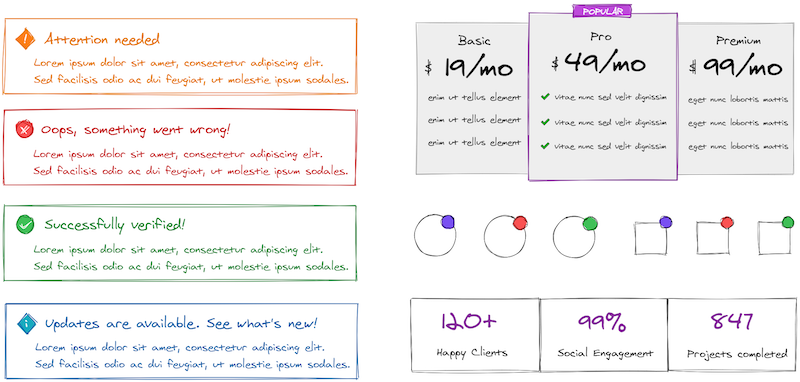 Attention needed
Lorem ipsum dolor sit amet, consectetur adipiscing elit.
Sed facilisis odio ac dui feugiat, ut molestie ipsum sodales.
Oops, something went wrong!
Lorem ipsum dolor sit amet, consectetur adipiscing elit.
Sed facilisis odio ac dui feugiat, ut molestie ipsum sodales.
Successfully verified!
Lorem ipsum dolor sit amet, consectetur adipiscing elit.
Sed facilisis odio ac dui feugiat, ut molestie ipsum sodales.
Updates are available. See what's new!
Lorem ipsum dolor sit amet, consectetur adipiscing elit.
Sed facilisis odio ac dui feugiat, ut molestie ipsum sodales.
Basic
$ 19/mo
enim ut tellus element
enim ut tellus element
enim ut tellus element
POPULAR
Pro
$ 49/mo
vitae nunc sed velit dignissim
vitae nunc sed velit dignissim
vitae nunc sed velit dignissim
Premium
$ 99/mo
eget nunc lobortis mattis
eget nunc lobortis mattis
eget nunc lobortis mattis
120+
Happy Clients
99%
Social Engagement
847
Projects completed